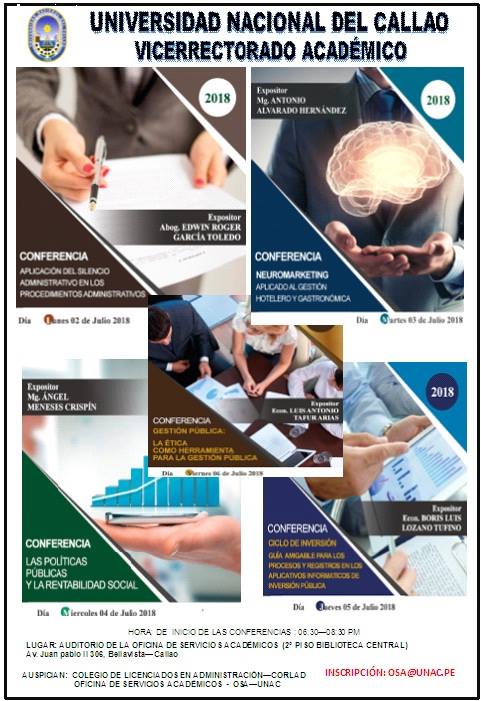 UNIVERSIDAD NACIONAL DEL CALLAO
VICERRECTORADO ACADÉMICO
2018
Expositor
Abog. EDWIN ROGER
GARCÍA TOLEDO
CONFERENCIA
APLICACIÓN DEL SILENCIO
ADMINISTRATIVO EN LOS
PROCEDIMIENTOS ADMINISTRATIVOS
Día Lunes 02 de Julio 2018
Expositor
Mg. ANTONIO
ALVARADO HERNÁNDEZ
2018
CONFERENCIA
NEUROMARKETING
APLICADO AL GESTIÓN
HOTELERO Y GASTRONÓMICA
Día Martes 03 de Julio 2018
Expositor
Econ. LUIS ANTONIO
TAFUR ARIAS
CONFERENCIA
GESTIÓN PÚBLICA:
LA ÉTICA
COMO HERRAMIENTA
PARA LA GESTIÓN PÚBLICA
Día Viernes 06 de Julio 2018
Expositor
Mg. ÁNGEL
MENESES CRISPÍN
CONFERENCIA
LAS POLÍTICAS
PÚBLICAS
Y LA RENTABILIDAD SOCIAL
Día Miercoles 04 de Julio 2018
2018
Expositor
Econ. BORIS LUIS
LOZANO TUFINO
CONFERENCIA
CICLO DE INVERSIÓN
GUÍA AMIGABLE PARA LOS
PROCESOS Y REGISTROS EN LOS
APLICATIVOS INFORMATICOS DE
INVERSIÓN PÚBLICA
Día Jueves 05 de Julio 2018
HORA: DE INICIO DE LAS CONFERENCIAS : 06:30—08:30 PM
LUGAR: AUDITORIO DE LA OFICINA DE SERVICIOS ACADÉMICOS (2º PISO BIBLIOTECA CENTRAL)
Av. Juan pablo II 306, Bellavista—Callao
AUSPICIAN: COLEGIO DE LICENCIADOS EN ADMINISTRACIÓN—CORLAD
OFICINA DE SERVICIOS ACADÉMICOS - OSA—UNAC
INSCRIPCIÓN: OSA@UNAC.PE